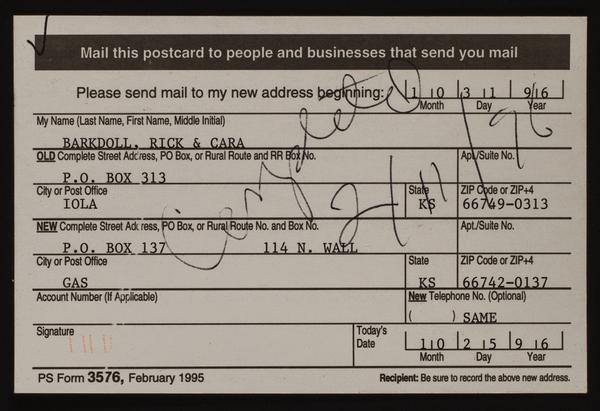 Mail this postcard to people and businesses that send you mail
Please send mail to my new address beginning: 1 | 0 3 | 1 9 | 6
Month Day Year
My Name (Last Name, First Name, Middle Initial)
BARKDOLL, RICK & CARA
OLD Complete Street Address, PO Box, or Rural Route and RR Box No. Apt./Suite No.
P.O. BOX 313
City or Post Office State ZIP Code or ZIP+4
IOLA KS 66749-0313
NEW Complete Street Address, PO Box, or Rural Route No. and Box No. Apt./Suite No.
P.O. BOX 137 114 N. WALL
City or Post Office State ZIP Code or ZIP+4
GAS KS 66742-0137
Account Number (If Applicable) New Telephone No. (Optional)
( ) SAME
Signature Today's Date 1 | 0 2 | 5 9 | 6
Month Day Year
PS Form 3576, February 1995 Recipient: Be sure to record the above new address.
Completed 2/11/96